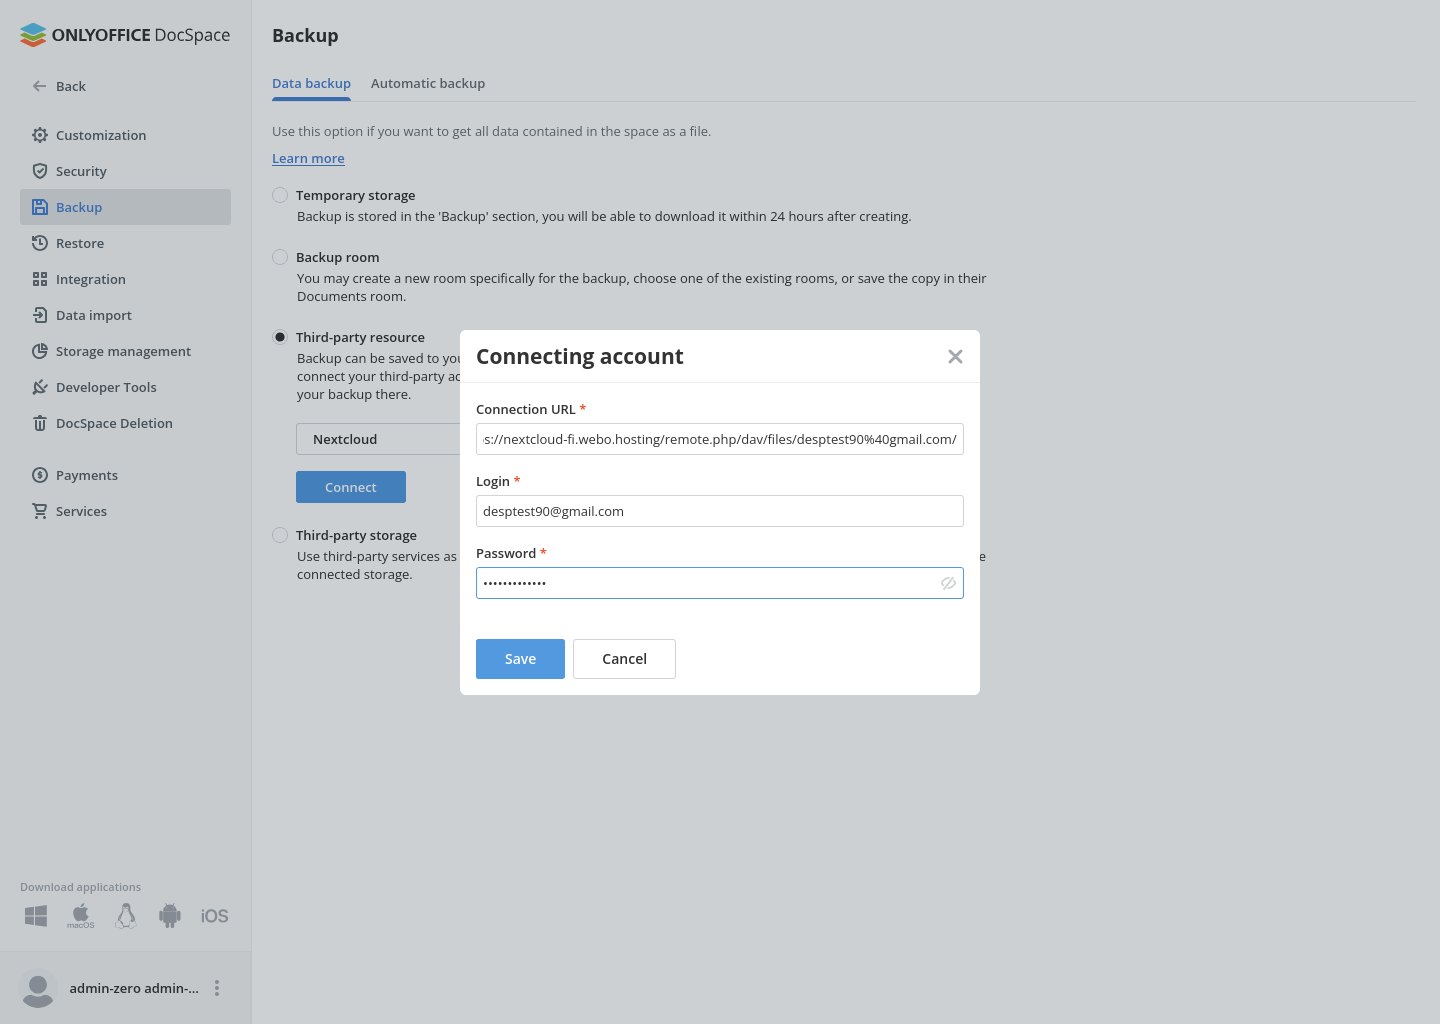 ONLYOFFICE DocSpace
Back
Customization
Security
Backup
Restore
Integration
Data import
Storage management
Developer Tools
DocSpace Deletion
Payments
Services
Download applications
macOS
iOS
admin-zero admin-...
Backup
Data backup
Automatic backup
Use this option if you want to get all data contained in the space as a file.
Learn more
Temporary storage
Backup is stored in the 'Backup' section, you will be able to download it within 24 hours after creating.
Backup room
You may create a new room specifically for the backup, choose one of the existing rooms, or save the copy in their
Documents room.
Third-party resource
Backup can be saved to you
connect your third-party ac
your backup there.
Nextcloud
Connect
Third-party storage
Use third-party services as
connected storage.
Connecting account
Connection URL *
s://nextcloud-fi.webo.hosting/remote.php/dav/files/desptest90%40gmail.com/
Login *
desptest90@gmail.com
Password *
•••••••••••••
Save
Cancel